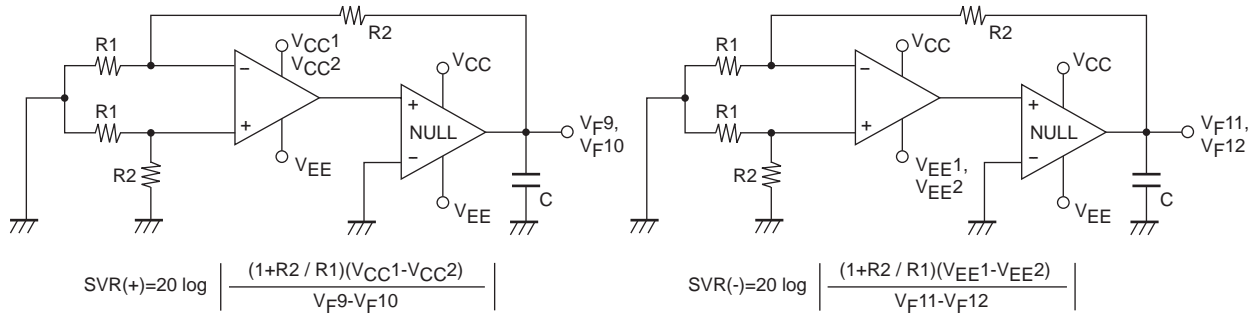 R2
R1
VCC1
VCC2
−
+
R1
R2
VEE
VCC
+
NULL
−
VEE
C
VF9,
VF10
SVR(+)=20 log | (1+R2 / R1)(VCC1-VCC2) / VF9-VF10 |
R2
R1
VCC
−
+
R1
R2
VEE1,
VEE2
VCC
+
NULL
−
VEE
C
VF11,
VF12
SVR(-)=20 log | (1+R2 / R1)(VEE1-VEE2) / VF11-VF12 |